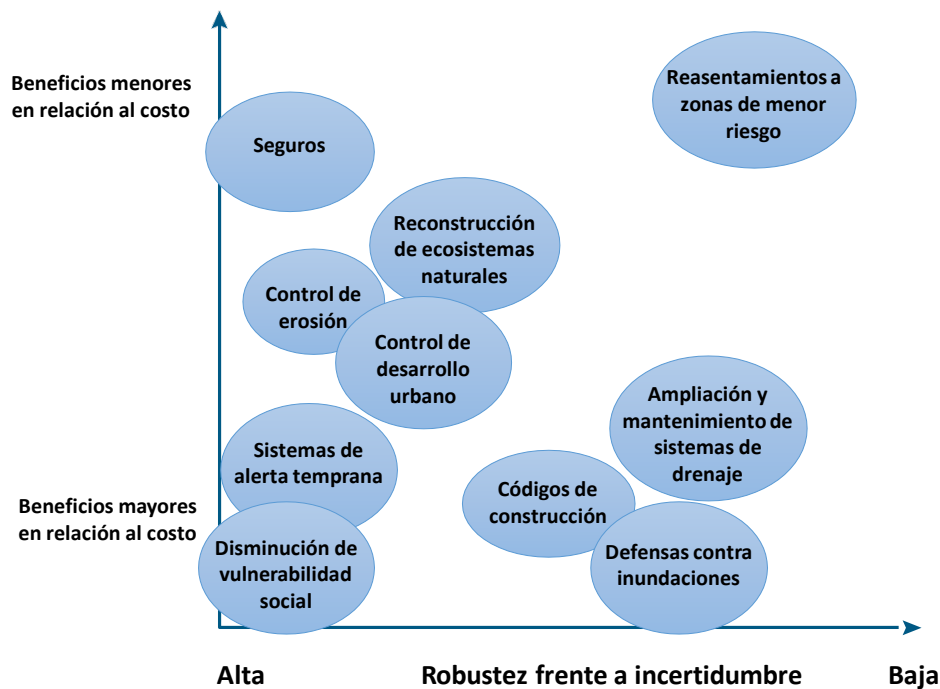 Beneficios menores
en relación al costo
Reasentamientos a
zonas de menor
riesgo
Seguros
Reconstrucción
de ecosistemas
naturales
Control de
erosión
Control de
desarrollo
urbano
Ampliación y
mantenimiento de
sistemas de
drenaje
Sistemas de
alerta temprana
Códigos de
construcción
Beneficios mayores
en relación al costo
Disminución de
vulnerabilidad
social
Defensas contra
inundaciones
Alta
Robustez frente a incertidumbre
Baja